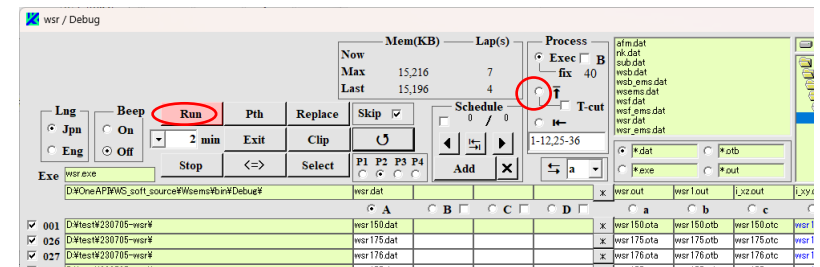 wsr / Debug
Mem(KB) Lap(s)
Now
Max 15,216 7
Last 15,196 4
Process
Exec B
fix 40
T-cut
1-12,25-36
a
afm.dat
nk.dat
sub.dat
wsb.dat
wsb_ems.dat
wsems.dat
wsf.dat
wsf_ems.dat
wsr.dat
wsr_ems.dat
*.dat *.otb
*.exe *.out
Lng Beep
Jpn On
Eng Off
Run Pth Replace Skip
2 min Exit Clip
Stop <=> Select P1 P2 P3 P4
Schedule
0 / 0
Add X
Exe wsr.exe
D:¥OneAPI¥WS_soft_source¥Wsems¥bin¥Debug¥ wsr.dat x wsr.out wsr1.out i_xz.out
A B C D a b c
001 D:¥test¥230705-wsr¥ wsr150.dat x wsr150.ota wsr150.otb wsr150.otc
026 D:¥test¥230705-wsr¥ wsr175.dat x wsr175.ota wsr175.otb wsr175.otc
027 D:¥test¥230705-wsr¥ wsr176.dat x wsr176.ota wsr176.otb wsr176.otc